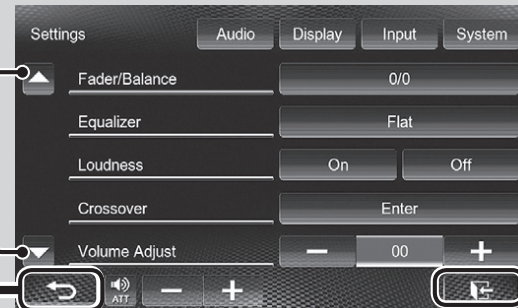 Settings Audio Display Input System
Fader/Balance 0/0
Equalizer Flat
Loudness On Off
Crossover Enter
Volume Adjust − 00 +
ATT − +